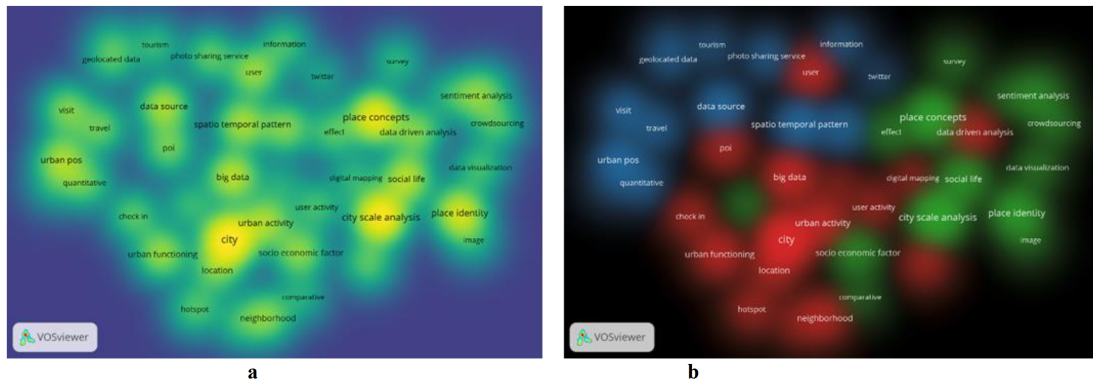 tourism
information
geolocated data
photo sharing service
survey
user
twitter
sentiment analysis
visit
data source
place concepts
travel
spatio temporal pattern
effect
data driven analysis
crowdsourcing
poi
urban pos
quantitative
big data
digital mapping
social life
data visualization
check in
user activity
city scale analysis
place identity
urban activity
city
urban functioning
socio economic factor
image
location
hotspot
comparative
neighborhood
VOSviewer
a
tourism
information
geolocated data
photo sharing service
survey
user
twitter
sentiment analysis
visit
data source
place concepts
travel
spatio temporal pattern
effect
data driven analysis
crowdsourcing
poi
urban pos
quantitative
big data
digital mapping
social life
data visualization
check in
user activity
city scale analysis
place identity
urban activity
city
urban functioning
socio economic factor
image
location
hotspot
comparative
neighborhood
VOSviewer
b